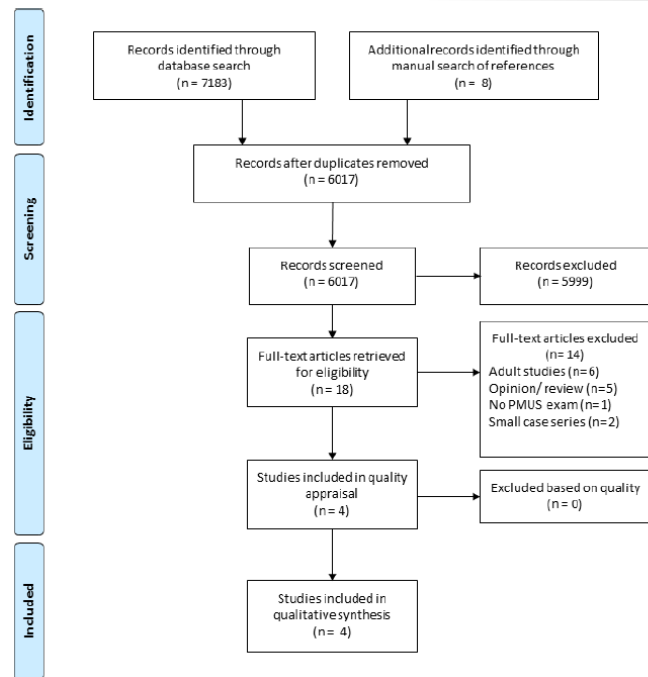 Identification
Records identified through
database search
(n = 7183)
Additional records identified through
manual search of references
(n = 8)
Records after duplicates removed
(n = 6017)
Screening
Records screened
(n = 6017)
Records excluded
(n = 5999)
Eligibility
Full-text articles retrieved
for eligibility
(n = 18)
Full-text articles excluded
(n= 14)
Adult studies (n=6)
Opinion/ review (n=5)
No PMUS exam (n=1)
Small case series (n=2)
Studies included in quality
appraisal
(n = 4)
Excluded based on quality
(n = 0)
Included
Studies included in
qualitative synthesis
(n = 4)